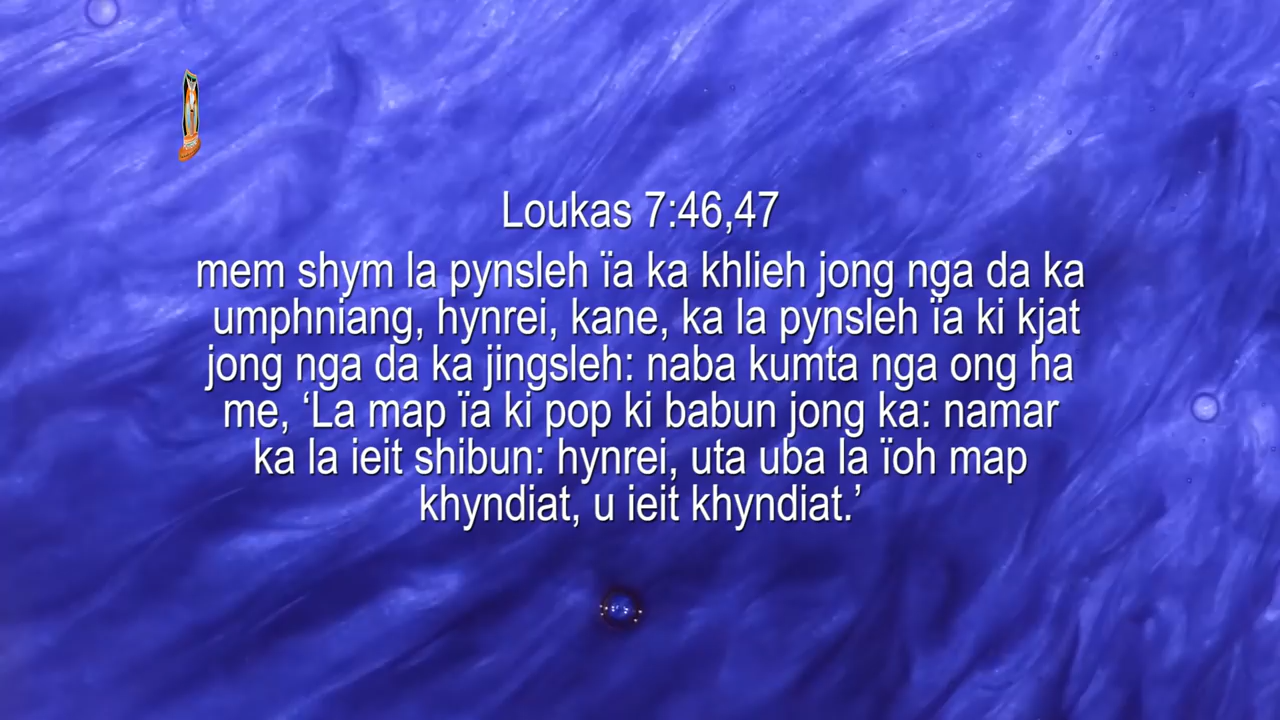 Loukas 7:46,47
mem shym la pynsleh ïa ka khlieh jong nga da ka
umphniang, hynrei, kane, ka la pynsleh ïa ki kjat
jong nga da ka jingsleh: naba kumta nga ong ha
me, ‘La map ïa ki pop ki babun jong ka: namar
ka la ieit shibun: hynrei, uta uba la ïoh map
khyndiat, u ieit khyndiat.’